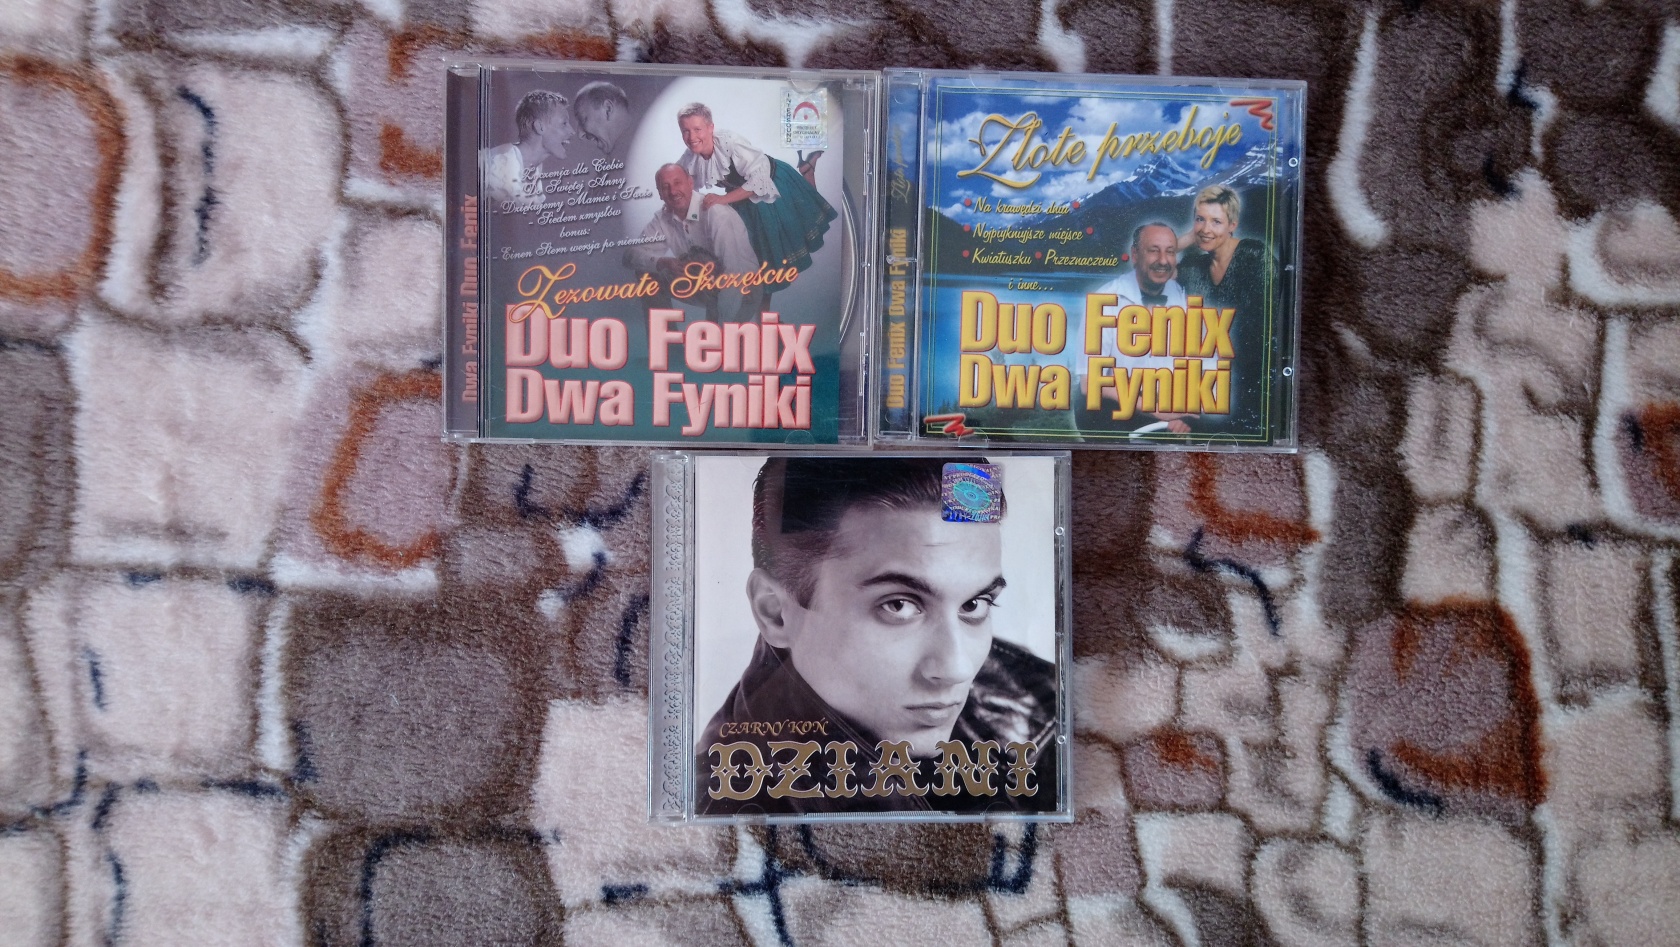 Dwa Fyniki Duo Fenix
Życzenia dla Ciebie
- Do Świętej Anny
- Dziękujemy Mamie i Tacie
- Siedem zmysłów
bonus:
- Einen Stern wersja po niemiecku
Zezowate Szczęście
Duo Fenix
Dwa Fyniki
Duo Fenix Dwa Fyniki
Złote przeboje
Złote przeboje
• Na krawędzi dnia •
• Najpiękniejsze miejsce •
• Kwiatuszku • Przeznaczenie •
i inne...
Duo Fenix
Dwa Fyniki
CZARNY KOŃ
DZIANI